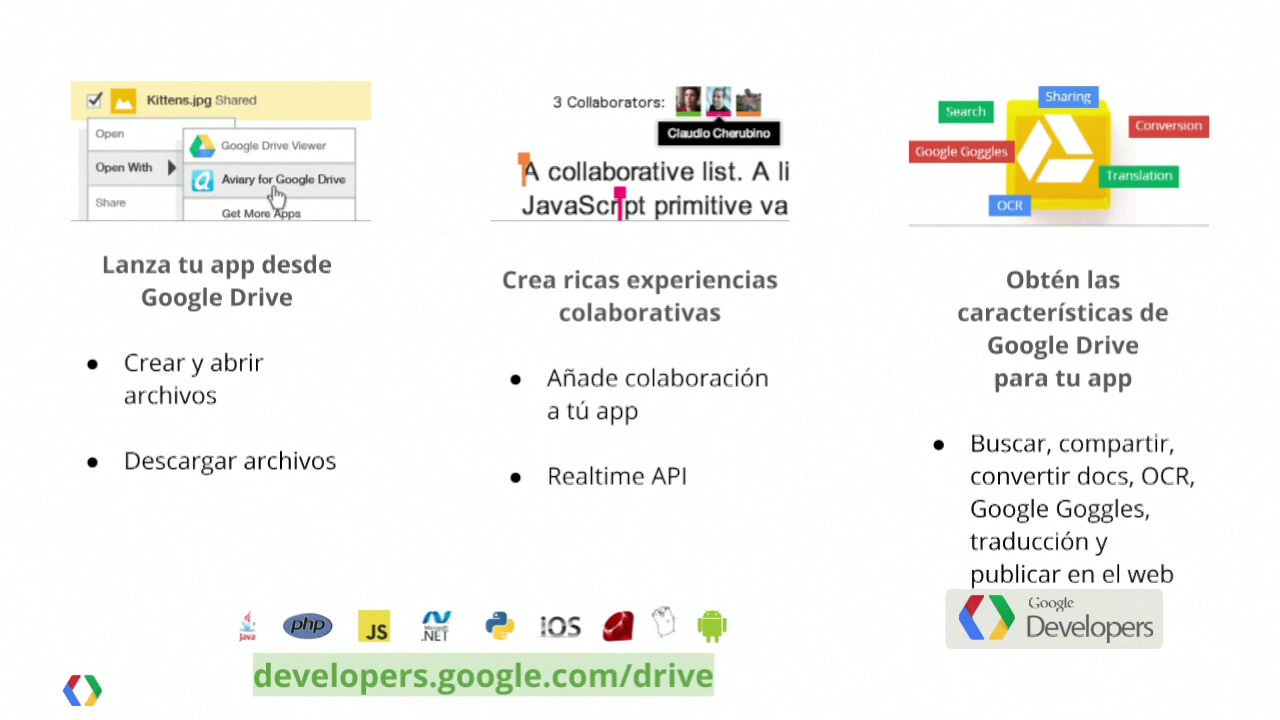 Kittens.jpg Shared
Open
Open With
Share
Google Drive Viewer
Aviary for Google Drive
Get More Apps
Lanza tu app desde
Google Drive
● Crear y abrir
archivos
● Descargar archivos
3 Collaborators:
Claudio Cherubino
A collaborative list. A li
JavaScript primitive va
Crea ricas experiencias
colaborativas
● Añade colaboración
a tú app
● Realtime API
Search
Sharing
Conversion
Google Goggles
Translation
OCR
Obtén las
características de
Google Drive
para tu app
● Buscar, compartir,
convertir docs, OCR,
Google Goggles,
traducción y
publicar en el web
Java
php
JS
Microsoft
.NET
iOS
developers.google.com/drive
Google
Developers